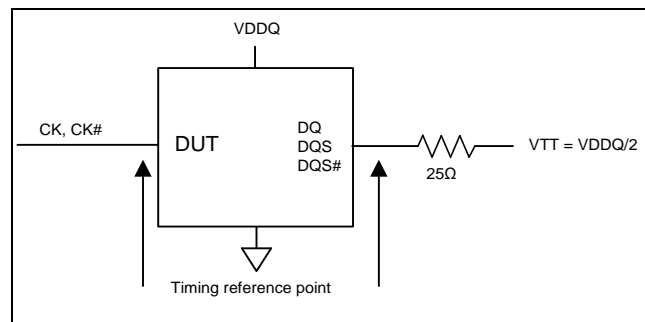 VDDQ
CK, CK#
DUT
DQ
DQS
DQS#
25Ω
VTT = VDDQ/2
Timing reference point